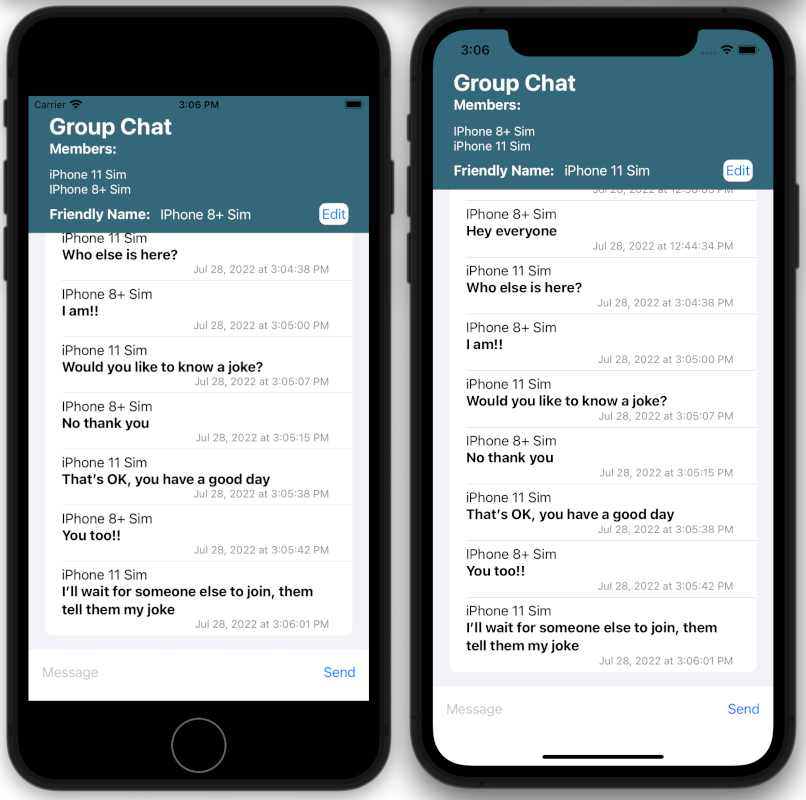 Carrier 3:06 PM
Group Chat
Members:
iPhone 11 Sim
IPhone 8+ Sim
Friendly Name: IPhone 8+ Sim Edit
iPhone 11 Sim
Who else is here?
Jul 28, 2022 at 3:04:38 PM
IPhone 8+ Sim
I am!!
Jul 28, 2022 at 3:05:00 PM
iPhone 11 Sim
Would you like to know a joke?
Jul 28, 2022 at 3:05:07 PM
IPhone 8+ Sim
No thank you
Jul 28, 2022 at 3:05:15 PM
iPhone 11 Sim
That's OK, you have a good day
Jul 28, 2022 at 3:05:38 PM
IPhone 8+ Sim
You too!!
Jul 28, 2022 at 3:05:42 PM
iPhone 11 Sim
I'll wait for someone else to join, them
tell them my joke
Jul 28, 2022 at 3:06:01 PM
Message Send
3:06
Group Chat
Members:
IPhone 8+ Sim
iPhone 11 Sim
Friendly Name: iPhone 11 Sim Edit
Jul 28, 2022 at
IPhone 8+ Sim
Hey everyone
Jul 28, 2022 at 12:44:34 PM
iPhone 11 Sim
Who else is here?
Jul 28, 2022 at 3:04:38 PM
IPhone 8+ Sim
I am!!
Jul 28, 2022 at 3:05:00 PM
iPhone 11 Sim
Would you like to know a joke?
Jul 28, 2022 at 3:05:07 PM
IPhone 8+ Sim
No thank you
Jul 28, 2022 at 3:05:15 PM
iPhone 11 Sim
That's OK, you have a good day
Jul 28, 2022 at 3:05:38 PM
IPhone 8+ Sim
You too!!
Jul 28, 2022 at 3:05:42 PM
iPhone 11 Sim
I'll wait for someone else to join, them
tell them my joke
Jul 28, 2022 at 3:06:01 PM
Message Send